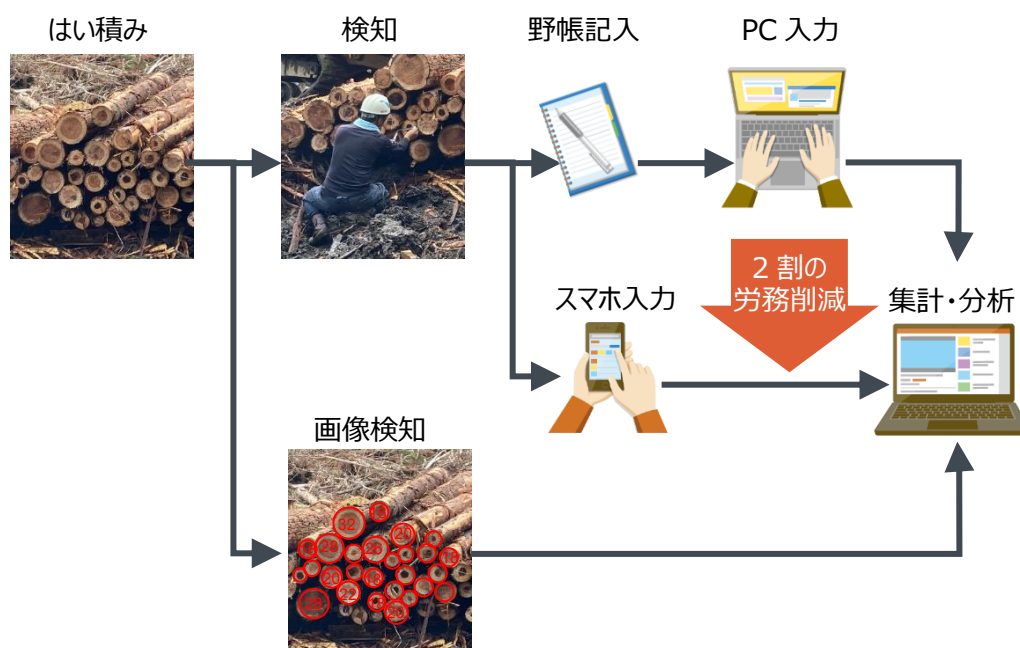 はい積み
検知
野帳記入
PC 入力
2 割の
労務削減
スマホ入力
集計・分析
画像検知
32
18
20
28
20
18
22
28